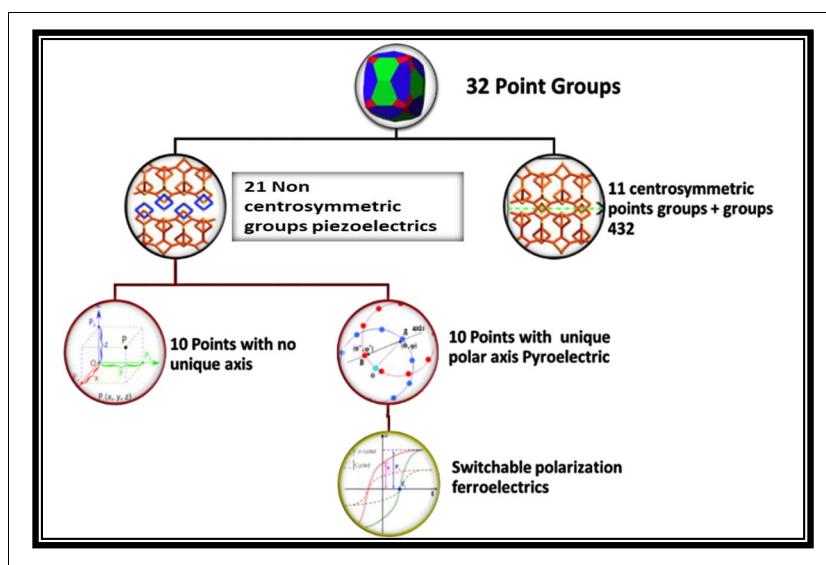 32 Point Groups
21 Non
centrosymmetric
groups piezoelectrics
11 centrosymmetric
points groups + groups
432
10 Points with no
unique axis
P
z
O
y
x
P (x, y, z)
10 Points with unique
polar axis Pyroelectric
axis
Switchable polarization
ferroelectrics